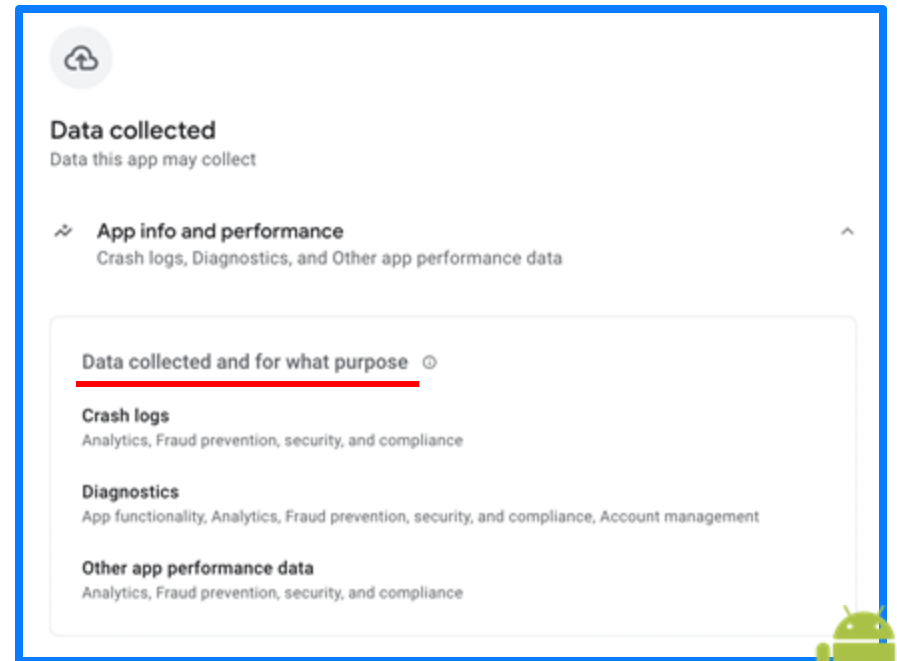 Data collected
Data this app may collect
App info and performance
Crash logs, Diagnostics, and Other app performance data
Data collected and for what purpose
Crash logs
Analytics, Fraud prevention, security, and compliance
Diagnostics
App functionality, Analytics, Fraud prevention, security, and compliance, Account management
Other app performance data
Analytics, Fraud prevention, security, and compliance